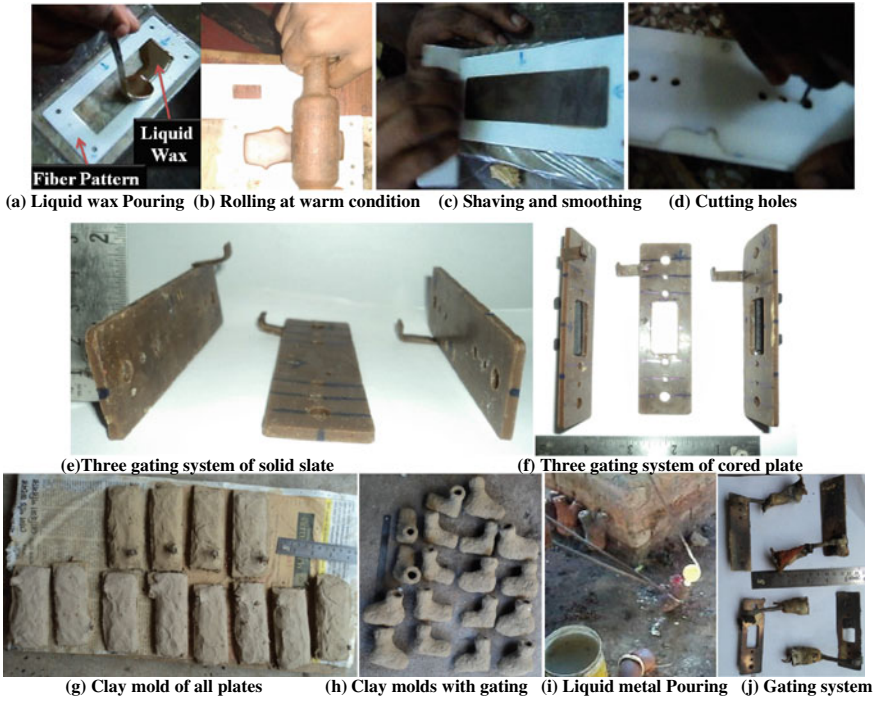 Liquid
Wax
Fiber Pattern
(a) Liquid wax Pouring (b) Rolling at warm condition (c) Shaving and smoothing (d) Cutting holes
(e)Three gating system of solid slate (f) Three gating system of cored plate
(g) Clay mold of all plates (h) Clay molds with gating (i) Liquid metal Pouring (j) Gating system